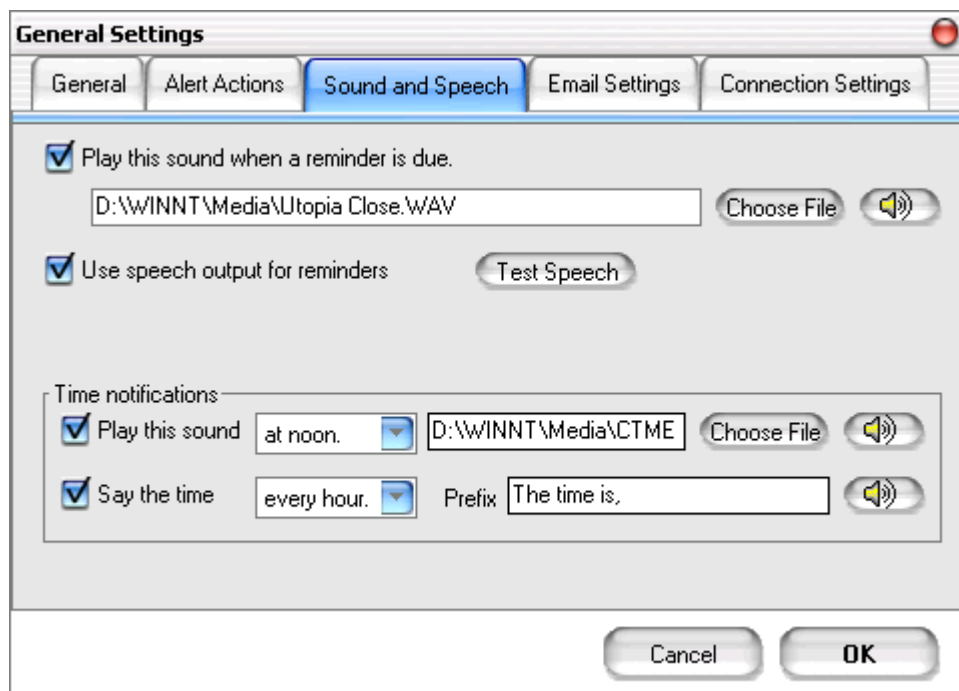 General Settings
General Alert Actions Sound and Speech Email Settings Connection Settings
Play this sound when a reminder is due.
D:\WINNT\Media\Utopia Close.WAV Choose File
Use speech output for reminders Test Speech
Time notifications
Play this sound at noon. D:\WINNT\Media\CTME Choose File
Say the time every hour. Prefix The time is,
Cancel OK